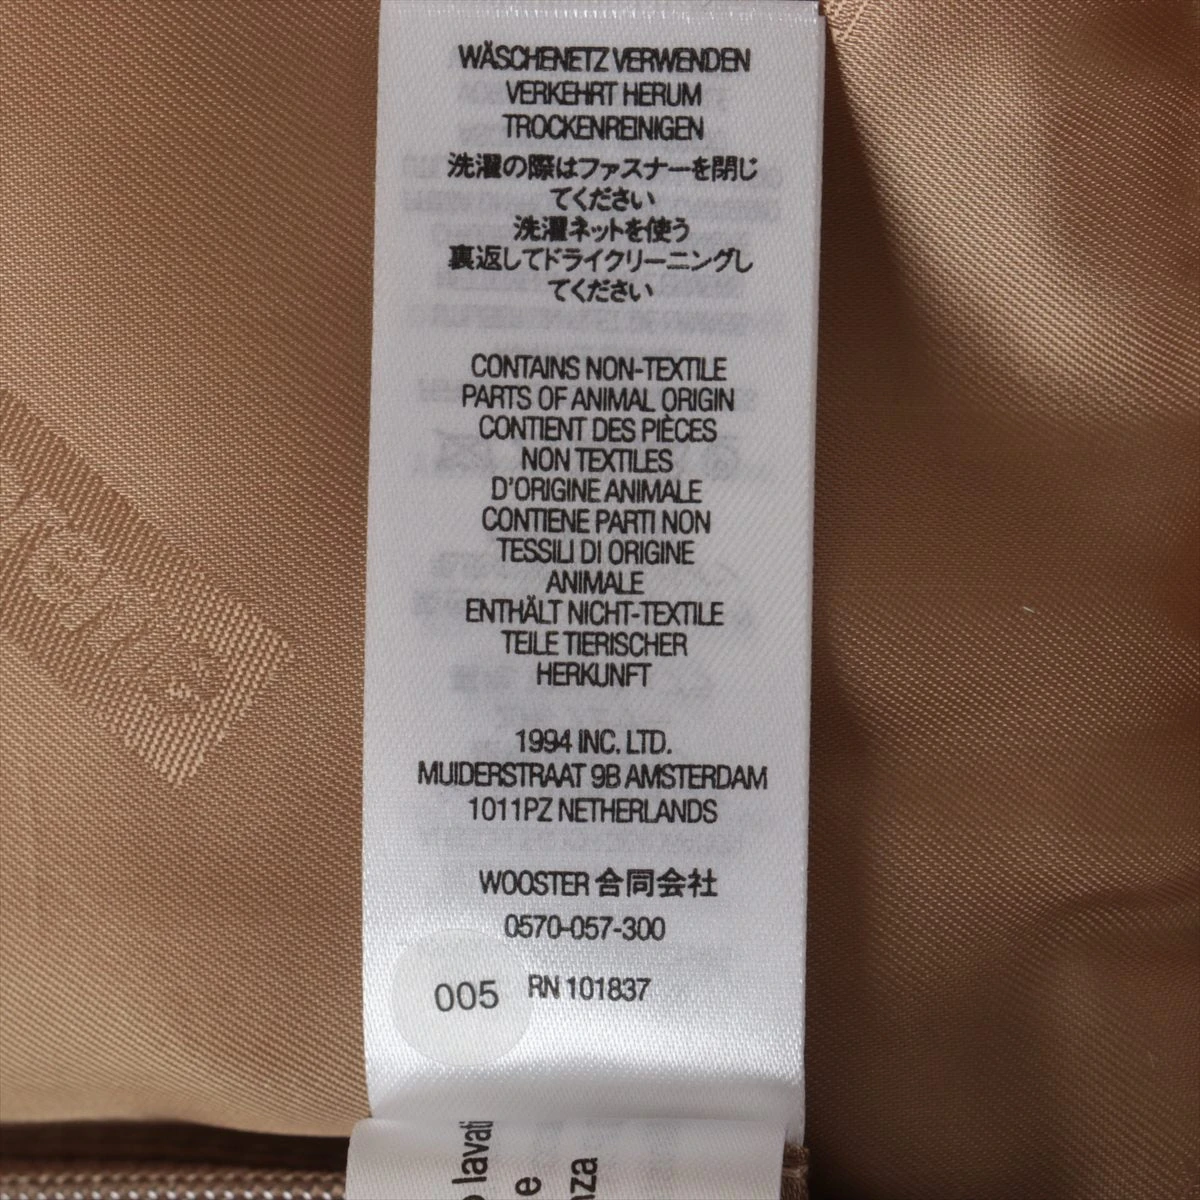 WÄSCHENETZ VERWENDEN
VERKEHRT HERUM
TROCKENREINIGEN
洗濯の際はファスナーを閉じ
てください
洗濯ネットを使う
裏返してドライクリーニングし
てください
CONTAINS NON-TEXTILE
PARTS OF ANIMAL ORIGIN
CONTIENT DES PIÈCES
NON TEXTILES
D'ORIGINE ANIMALE
CONTIENE PARTI NON
TESSILI DI ORIGINE
ANIMALE
ENTHÄLT NICHT-TEXTILE
TEILE TIERISCHER
HERKUNFT
1994 INC. LTD.
MUIDERSTRAAT 9B AMSTERDAM
1011PZ NETHERLANDS
WOOSTER 合同会社
0570-057-300
005 RN 101837
lavati
e
nza